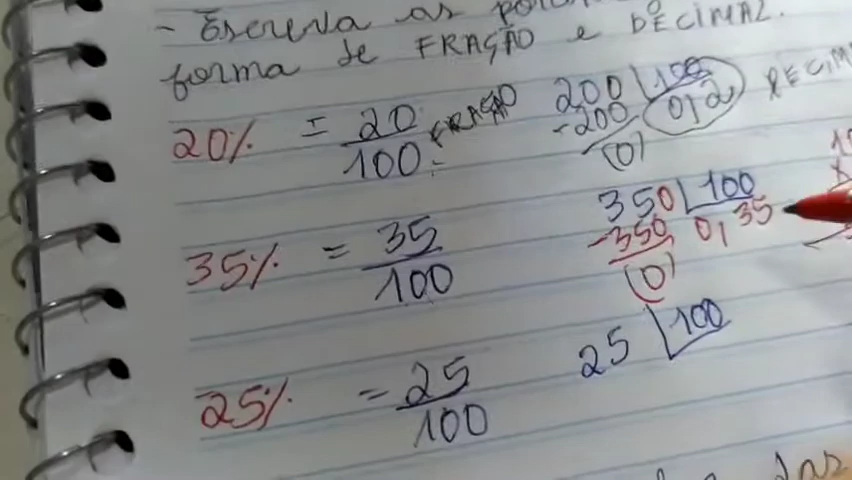 - Escreva as
forma de FRAÇÃO e DECIMAL.
20% = 20/100 FRAÇÃO 200 100
-200 0,2
(0)
35% = 35/100 350 100
-350 0,35
(0)
25% = 25/100 25 100
das